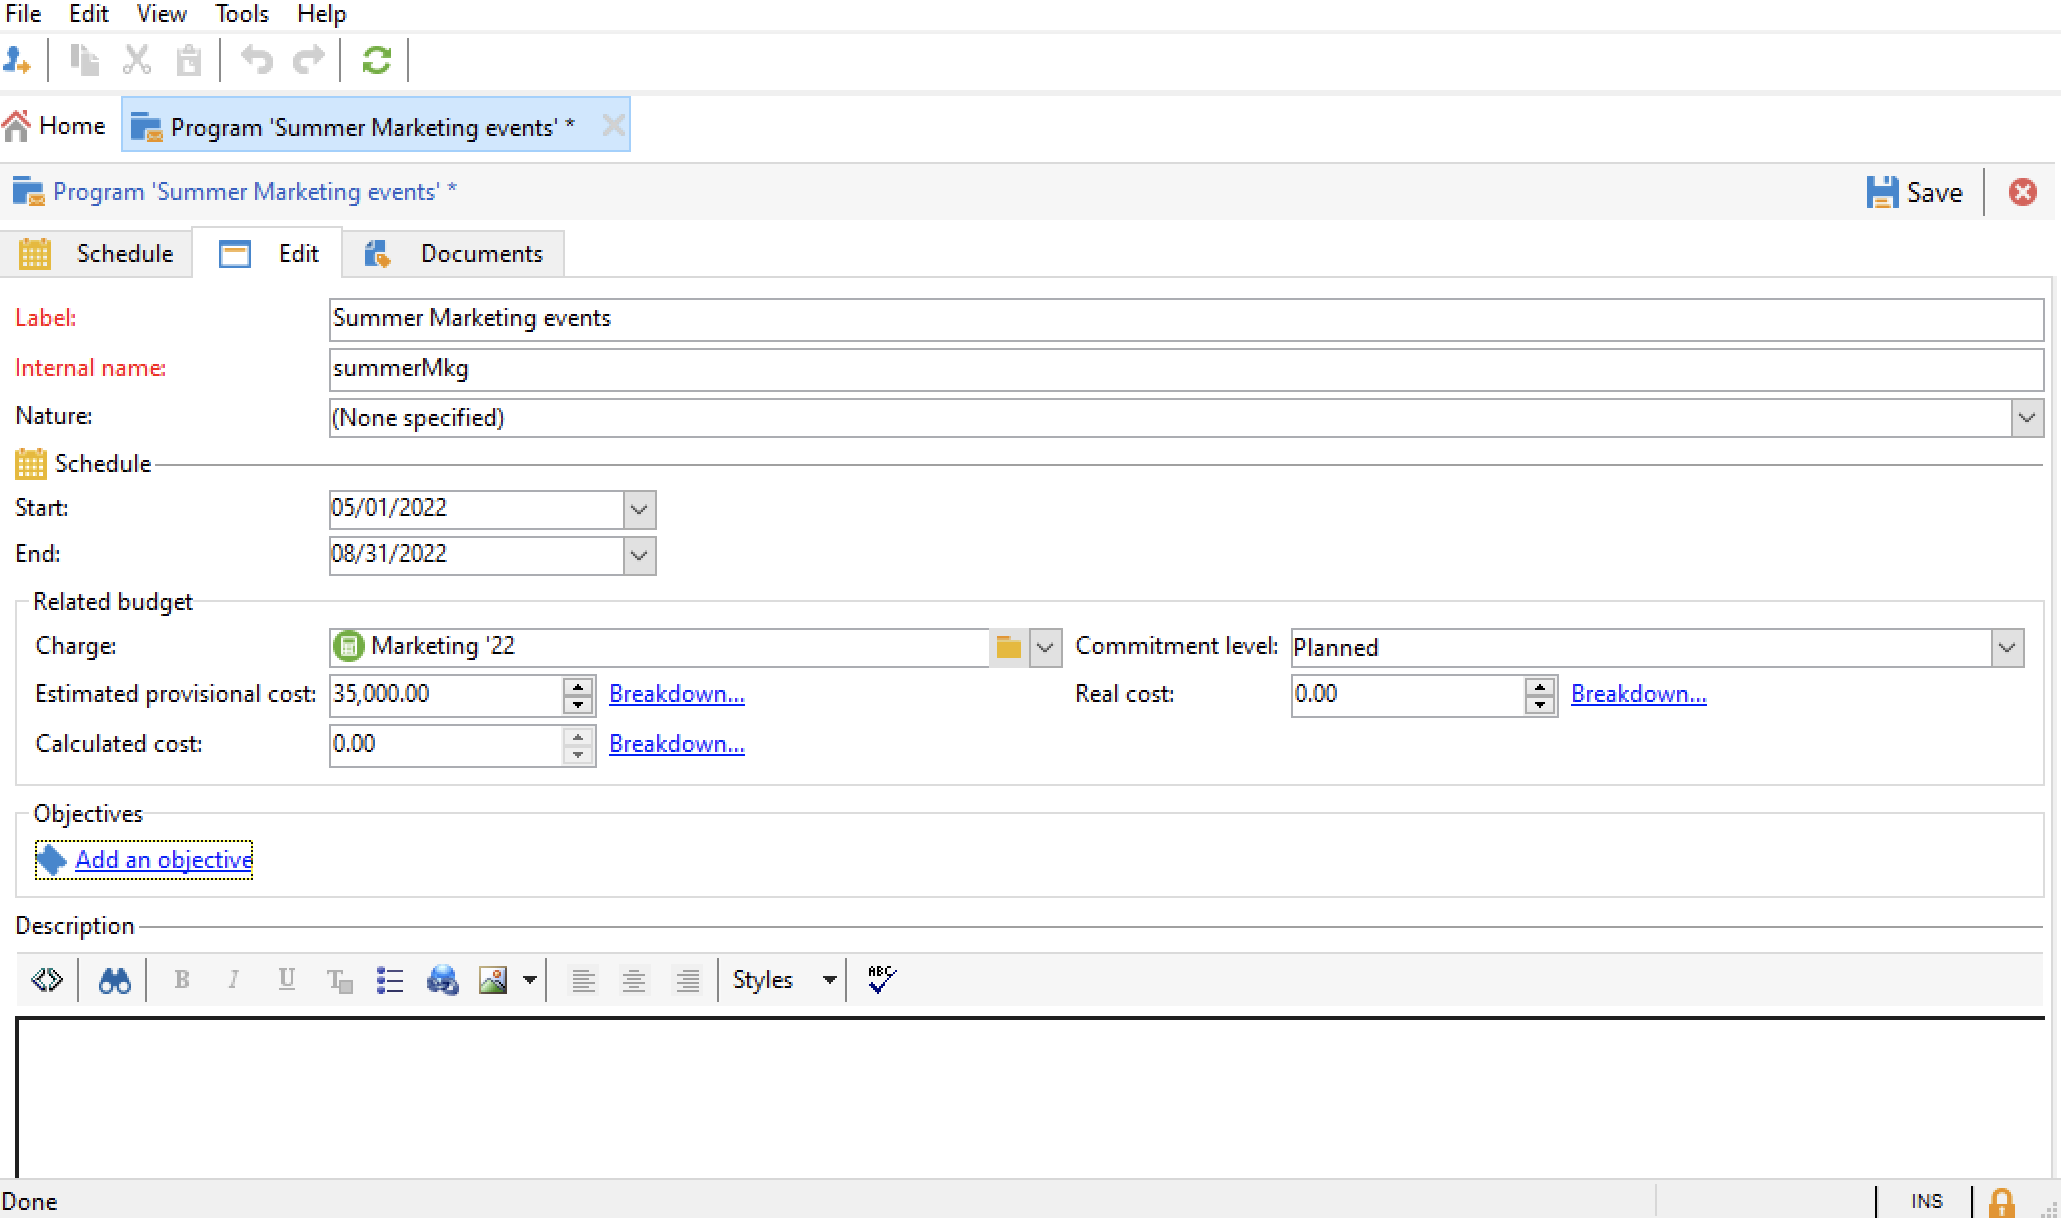 File Edit View Tools Help
Home Program 'Summer Marketing events' *
Program 'Summer Marketing events' * Save
Schedule Edit Documents
Label: Summer Marketing events
Internal name: summerMkg
Nature: (None specified)
Schedule
Start: 05/01/2022
End: 08/31/2022
Related budget
Charge: Marketing '22 Commitment level: Planned
Estimated provisional cost: 35,000.00 Breakdown... Real cost: 0.00 Breakdown...
Calculated cost: 0.00 Breakdown...
Objectives
Add an objective
Description
B I U T Styles ABC
Done INS